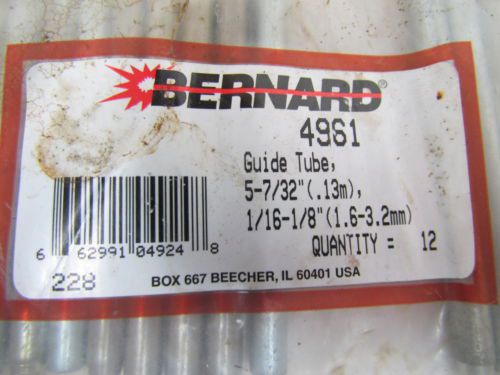 BERNARD®
4961
Guide Tube,
5-7/32"(.13m),
1/16-1/8"(1.6-3.2mm)
QUANTITY = 12
6 62991 04924 8
228
BOX 667 BEECHER, IL 60401 USA